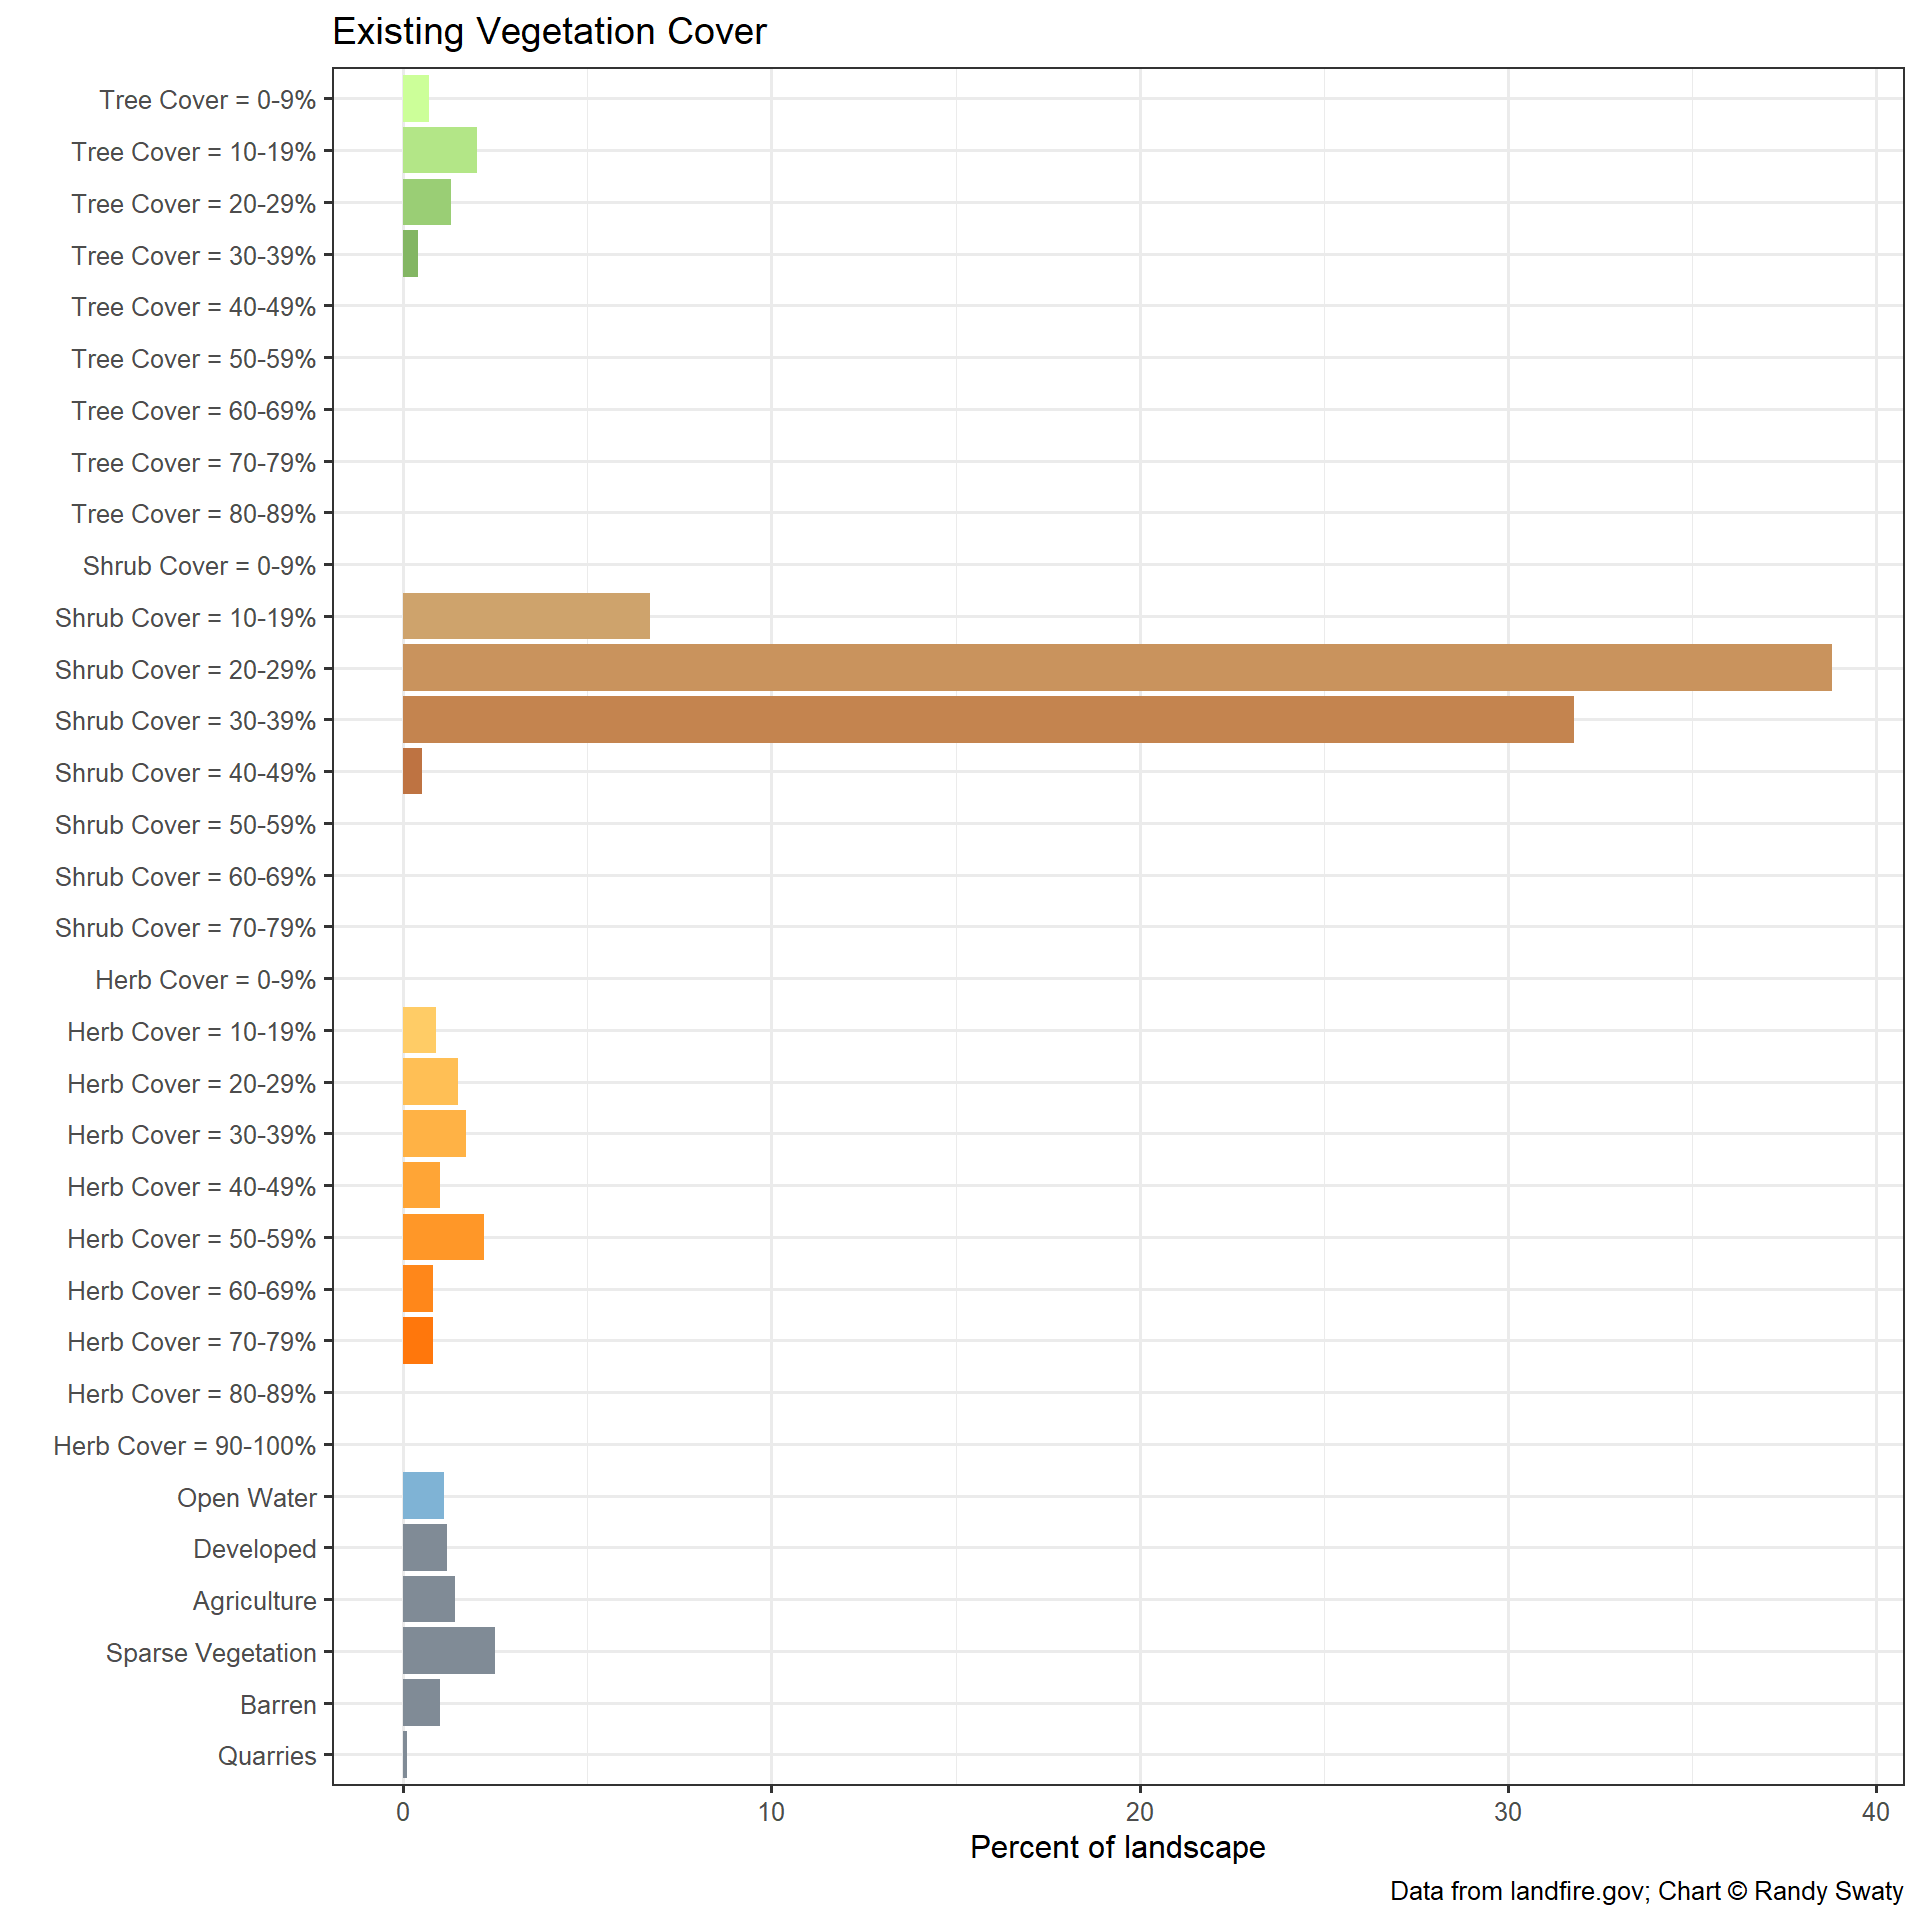 Existing Vegetation Cover
Tree Cover = 0-9%
Tree Cover = 10-19%
Tree Cover = 20-29%
Tree Cover = 30-39%
Tree Cover = 40-49%
Tree Cover = 50-59%
Tree Cover = 60-69%
Tree Cover = 70-79%
Tree Cover = 80-89%
Shrub Cover = 0-9%
Shrub Cover = 10-19%
Shrub Cover = 20-29%
Shrub Cover = 30-39%
Shrub Cover = 40-49%
Shrub Cover = 50-59%
Shrub Cover = 60-69%
Shrub Cover = 70-79%
Herb Cover = 0-9%
Herb Cover = 10-19%
Herb Cover = 20-29%
Herb Cover = 30-39%
Herb Cover = 40-49%
Herb Cover = 50-59%
Herb Cover = 60-69%
Herb Cover = 70-79%
Herb Cover = 80-89%
Herb Cover = 90-100%
Open Water
Developed
Agriculture
Sparse Vegetation
Barren
Quarries
0 10 20 30 40
Percent of landscape
Data from landfire.gov; Chart © Randy Swaty